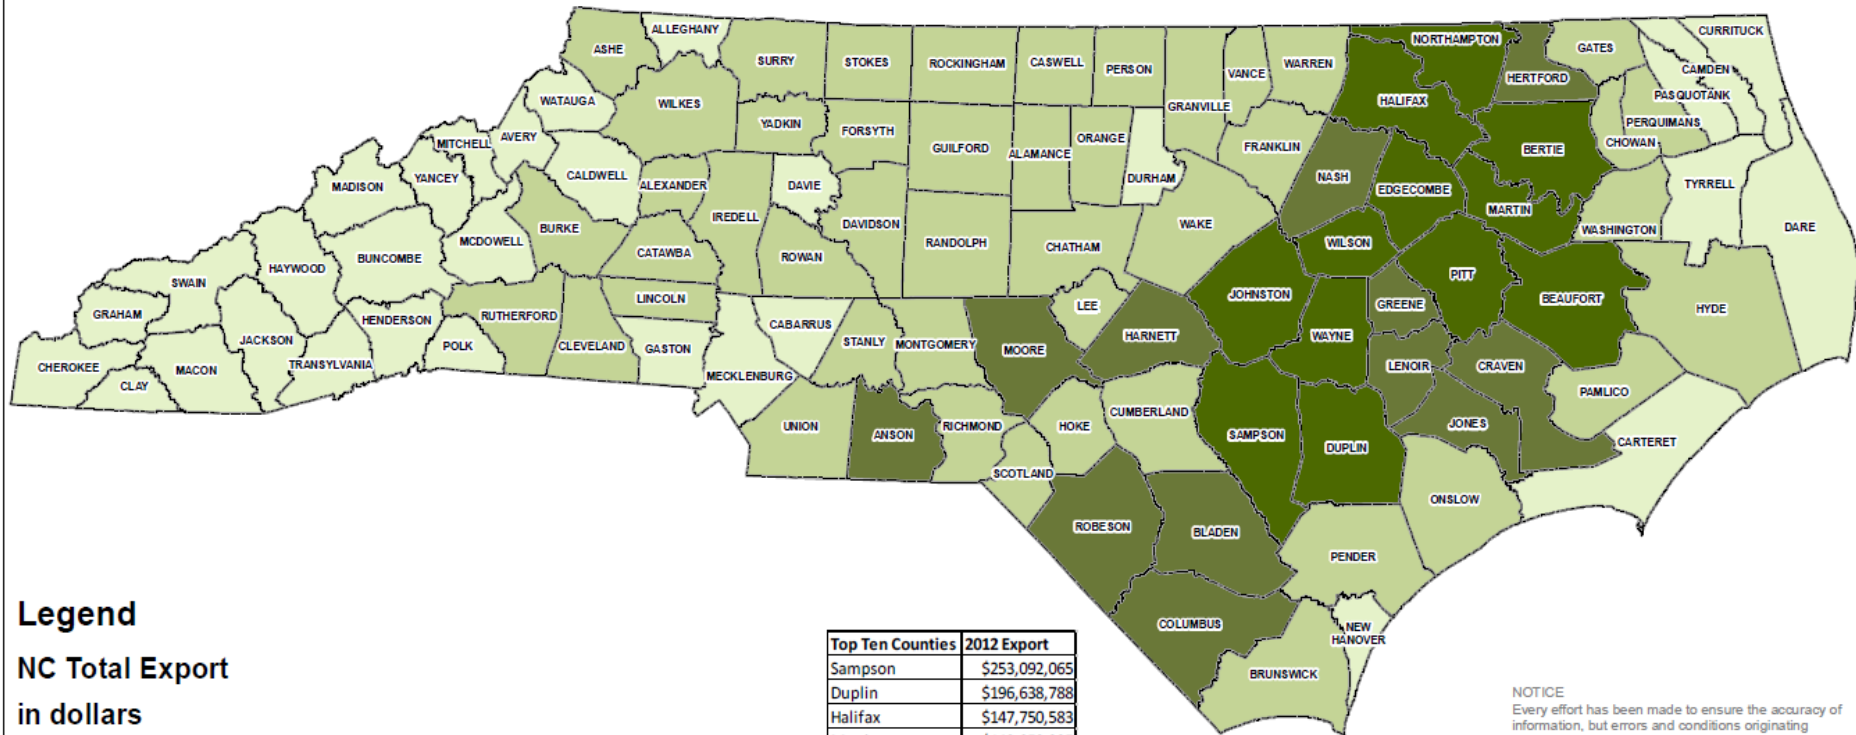 ALLEGHANY
CURRITUCK
NORTHAMPTON
ASHE
SURRY
STOKES
ROCKINGHAM
CASWELL
PERSON
VANCE
WARREN
HERTFORD
GATES
CAMDEN
WATAUGA
WILKES
GRANVILLE
HALIFAX
PASQUOTANK
YADKIN
FORSYTH
PERQUIMANS
MITCHELL
AVERY
GUILFORD
ALAMANCE
ORANGE
FRANKLIN
BERTIE
CHOWAN
MADISON
YANCEY
CALDWELL
ALEXANDER
DAVIE
DURHAM
NASH
EDGECOMBE
TYRRELL
IREDELL
MARTIN
BURKE
DAVIDSON
WAKE
WASHINGTON
DARE
BUNCOMBE
MCDOWELL
CATAWBA
ROWAN
RANDOLPH
CHATHAM
WILSON
SWAIN
HAYWOOD
PITT
LINCOLN
JOHNSTON
GREENE
BEAUFORT
HYDE
GRAHAM
HENDERSON
RUTHERFORD
CABARRUS
LEE
JACKSON
POLK
CLEVELAND
GASTON
STANLY
MONTGOMERY
MOORE
HARNETT
WAYNE
CHEROKEE
MACON
TRANSYLVANIA
LENOIR
CRAVEN
CLAY
MECKLENBURG
PAMLICO
UNION
ANSON
RICHMOND
HOKE
CUMBERLAND
SAMPSON
DUPLIN
JONES
CARTERET
SCOTLAND
ONSLOW
ROBESON
BLADEN
PENDER
COLUMBUS
NEW
HANOVER
BRUNSWICK
Legend
NC Total Export
in dollars
Top Ten Counties 2012 Export
Sampson $253,092,065
Duplin $196,638,788
Halifax $147,750,583
NOTICE
Every effort has been made to ensure the accuracy of
information, but errors and conditions originating